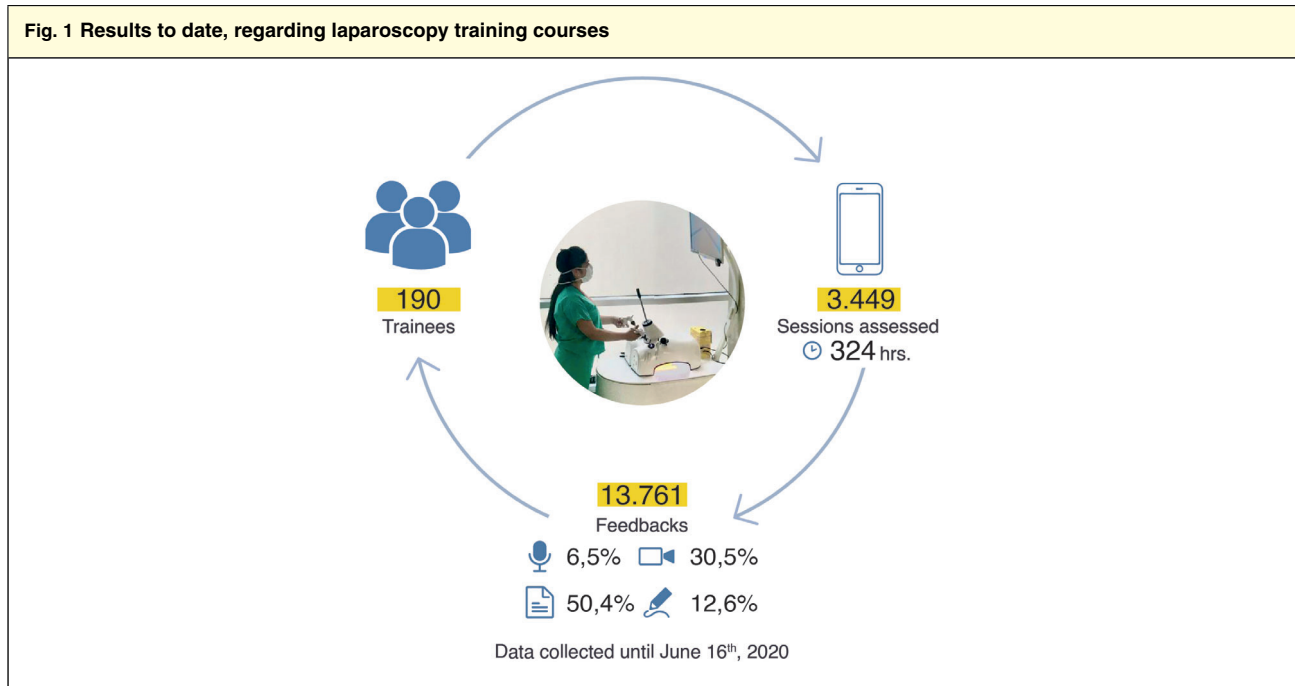 Fig. 1 Results to date, regarding laparoscopy training courses
190
Trainees
3.449
Sessions assessed
324 hrs.
13.761
Feedbacks
6,5% 30,5%
50,4% 12,6%
Data collected until June 16th, 2020